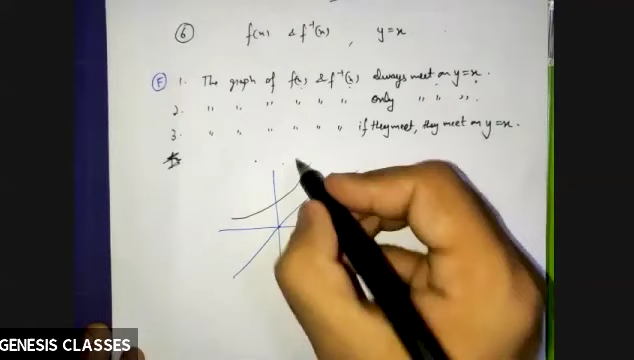 6 f(x) & f⁻¹(x), y=x
F 1. The graph of f(x) & f⁻¹(x) always meet on y=x.
2. " " " " " " only " " ".
3. " " " " " " if they meet, they meet on y=x.
GENESIS CLASSES